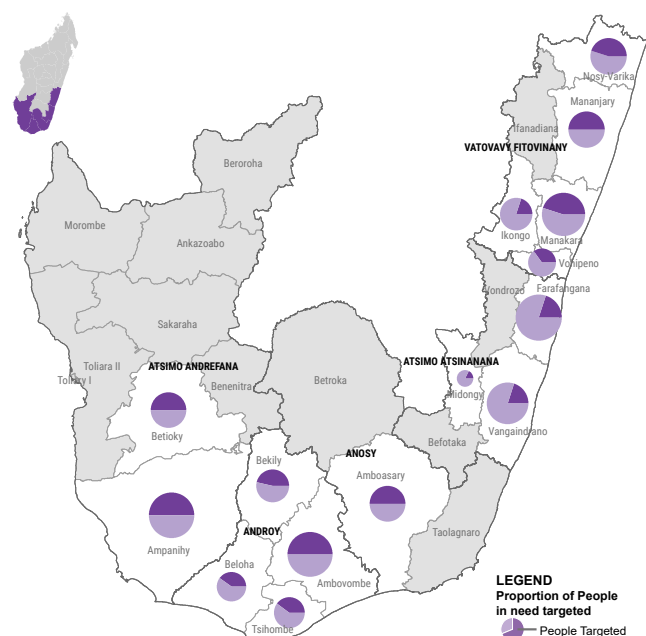 Nosy-Varika
Mananjary
Ifanadiana
VATOVAVY FITOVINANY
Beroroha
Morombe
Ankazoabo
Ikongo
Manakara
Vohipeno
Vondrozo
Farafangana
Sakaraha
Toliara II
Toliary I
ATSIMO ANDREFANA
Benenitra
Betroka
ATSIMO ATSINANANA
Midongy
Vangaindrano
Betioky
Befotaka
ANOSY
Bekily
Amboasary
Ampanihy
ANDROY
Taolagnaro
Beloha
Ambovombe
Tsihombe
LEGEND
Proportion of People
in need targeted
People Targeted